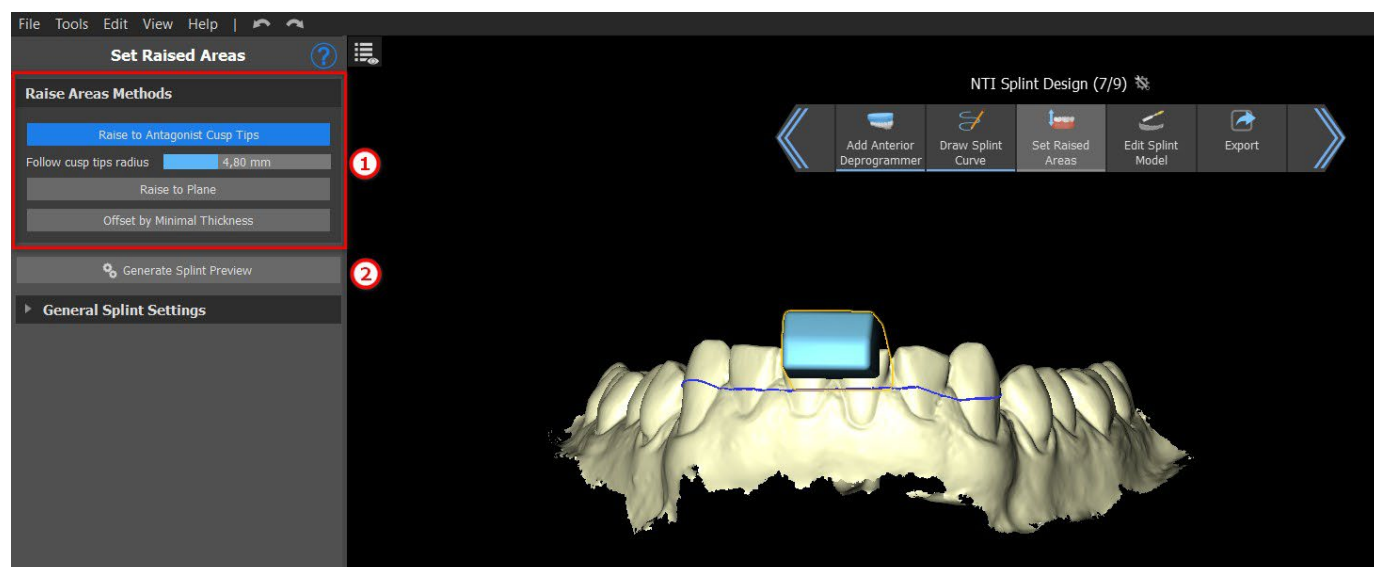 File Tools Edit View Help |
Set Raised Areas ?
Raise Areas Methods
Raise to Antagonist Cusp Tips
Follow cusp tips radius 4,80 mm
Raise to Plane
Offset by Minimal Thickness
1
Generate Splint Preview
2
General Splint Settings
NTI Splint Design (7/9)
Add Anterior
Deprogrammer
Draw Splint
Curve
Set Raised
Areas
Edit Splint
Model
Export